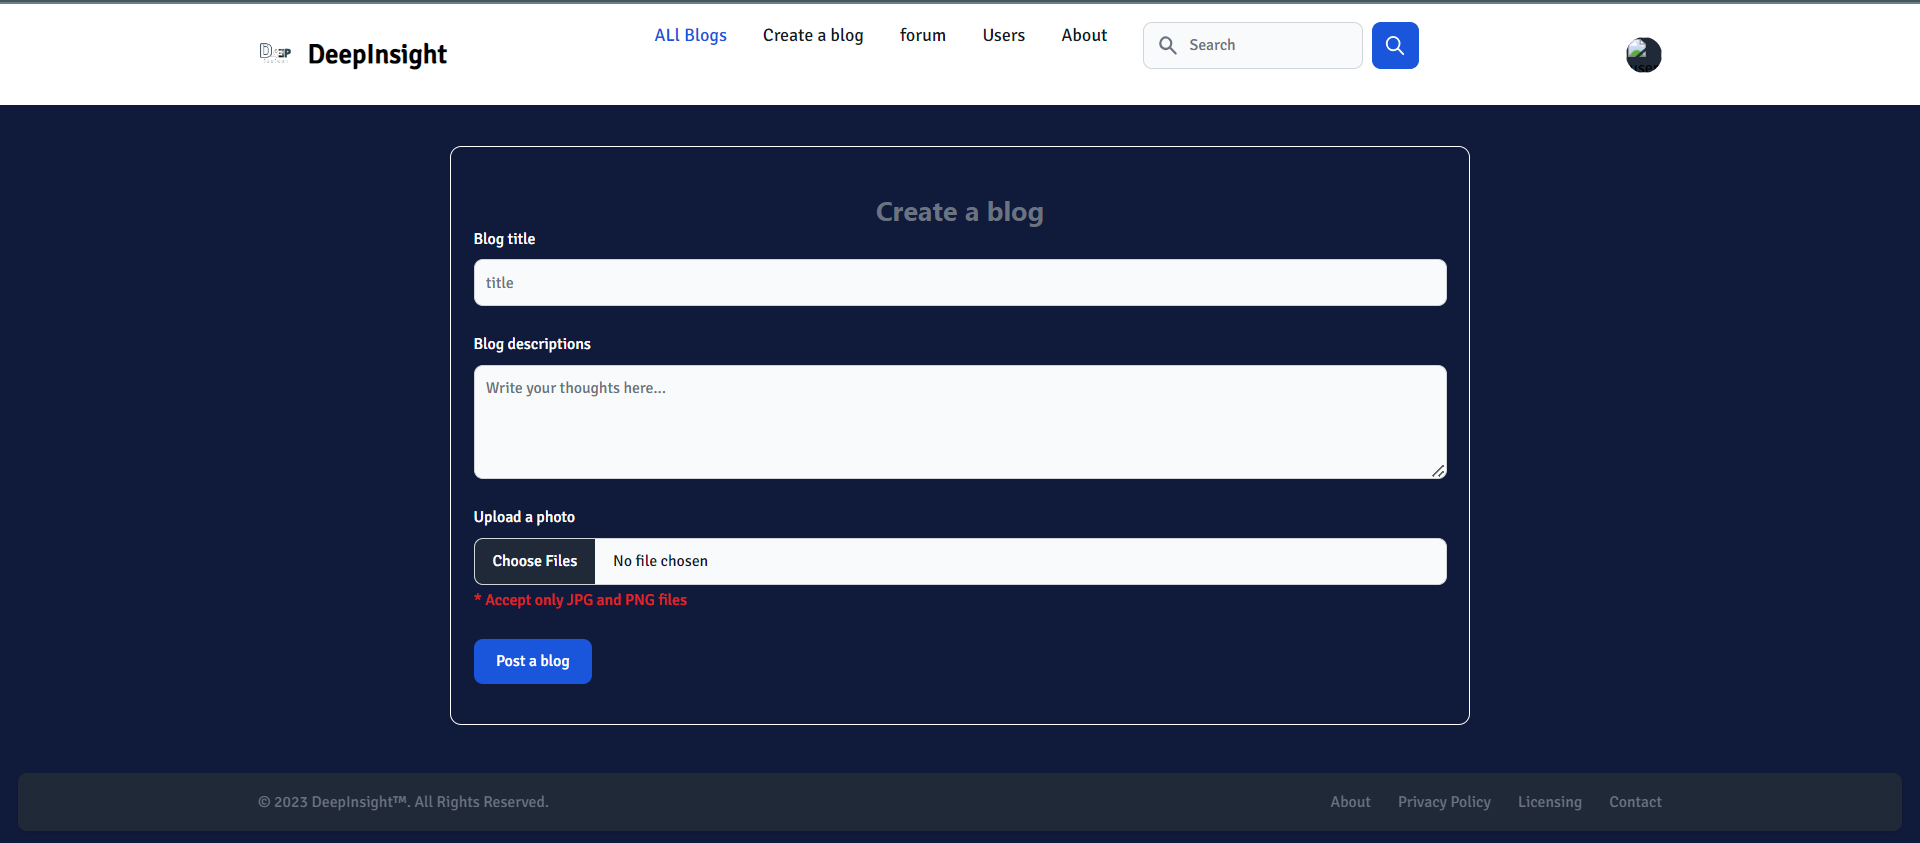 DEEP
DeepInsight
ALl Blogs
Create a blog
forum
Users
About
Search
user
Create a blog
Blog title
title
Blog descriptions
Write your thoughts here...
Upload a photo
Choose Files No file chosen
* Accept only JPG and PNG files
Post a blog
© 2023 DeepInsight™. All Rights Reserved.
About
Privacy Policy
Licensing
Contact